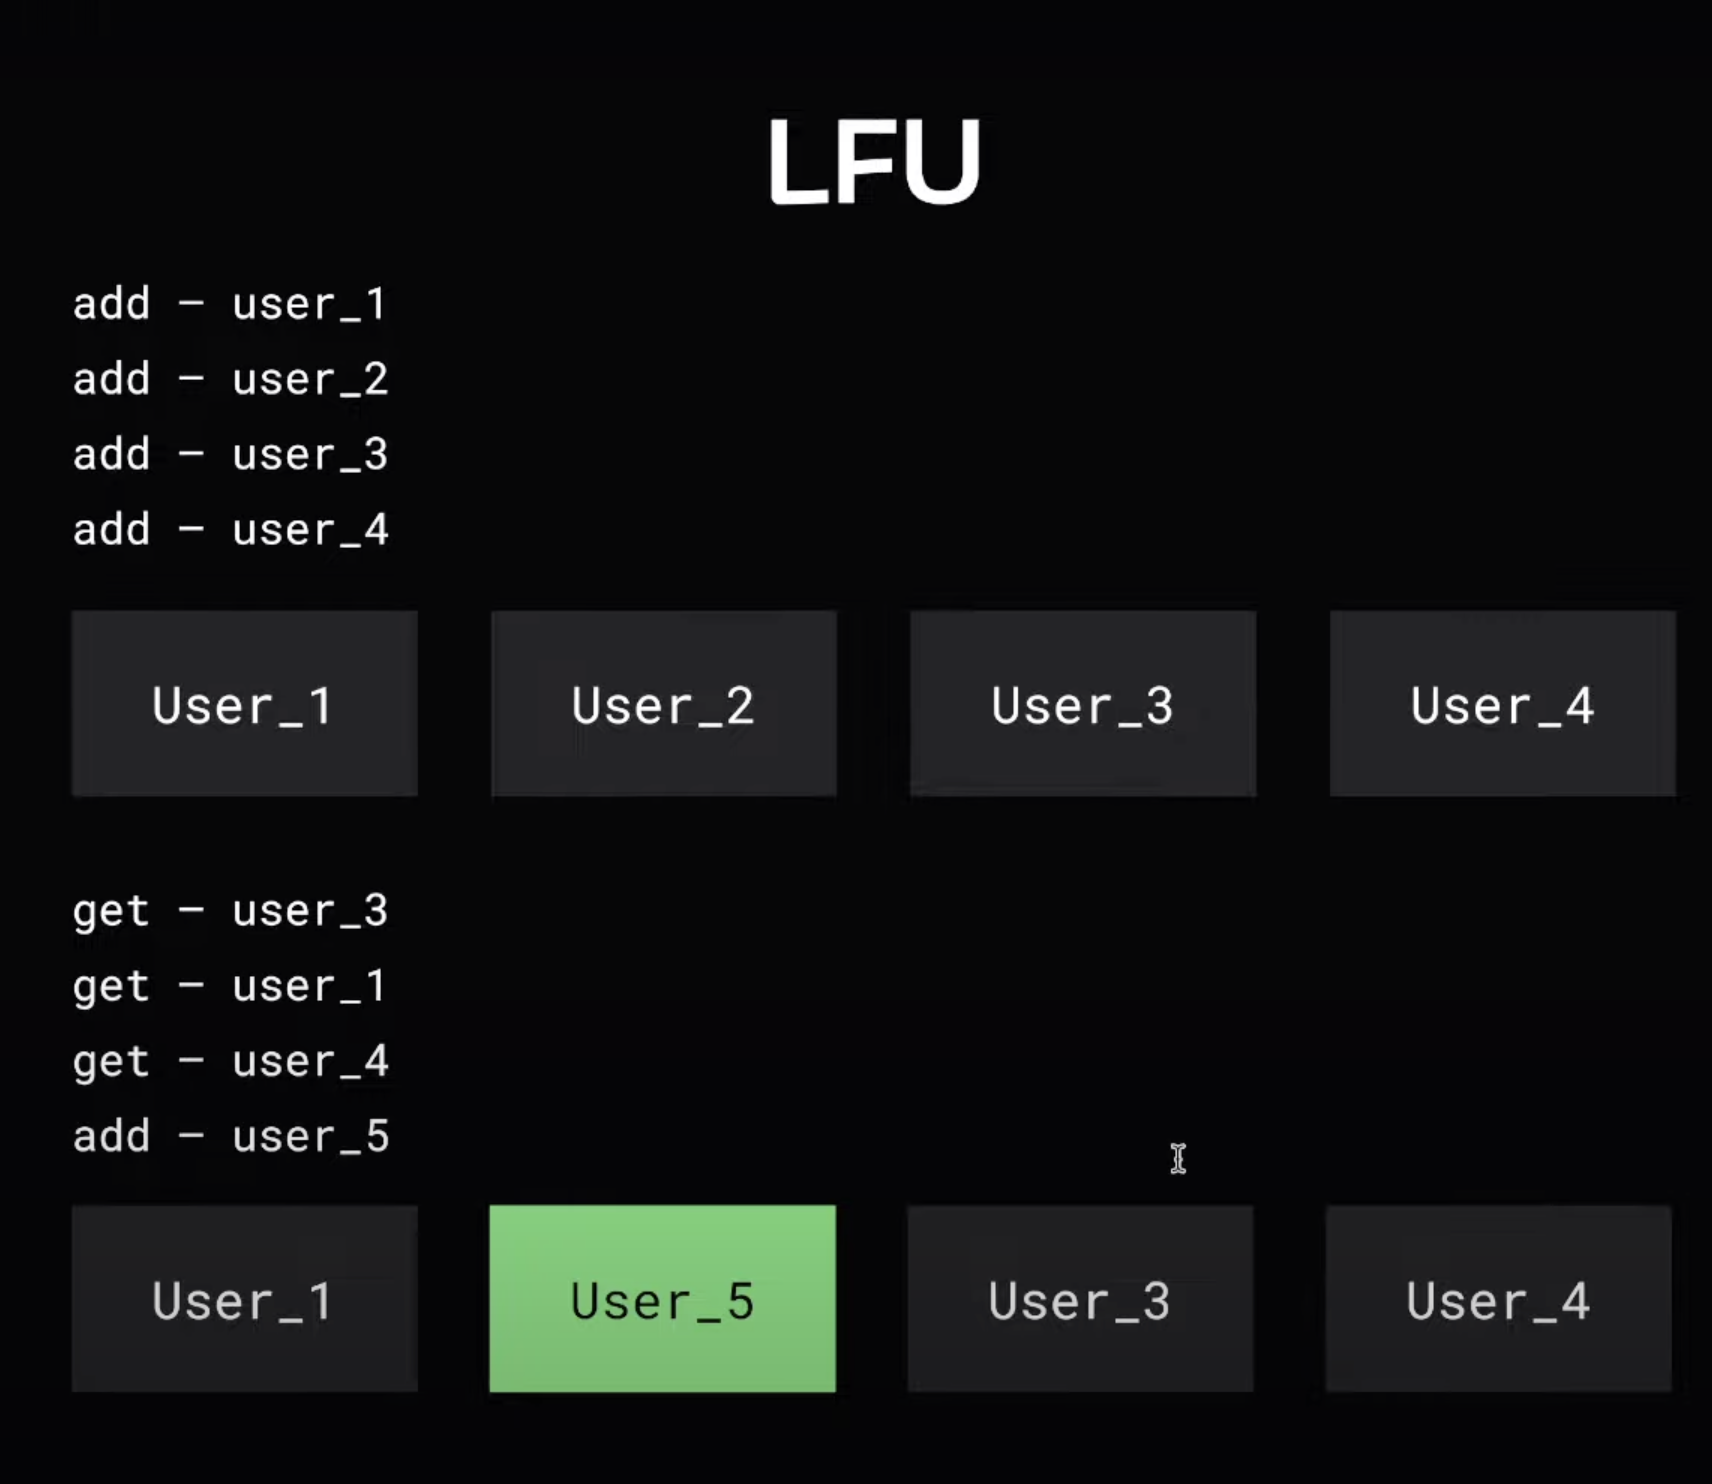 LFU
add — user_1
add — user_2
add — user_3
add — user_4
User_1 User_2 User_3 User_4
get — user_3
get — user_1
get — user_4
add — user_5
User_1 User_5 User_3 User_4